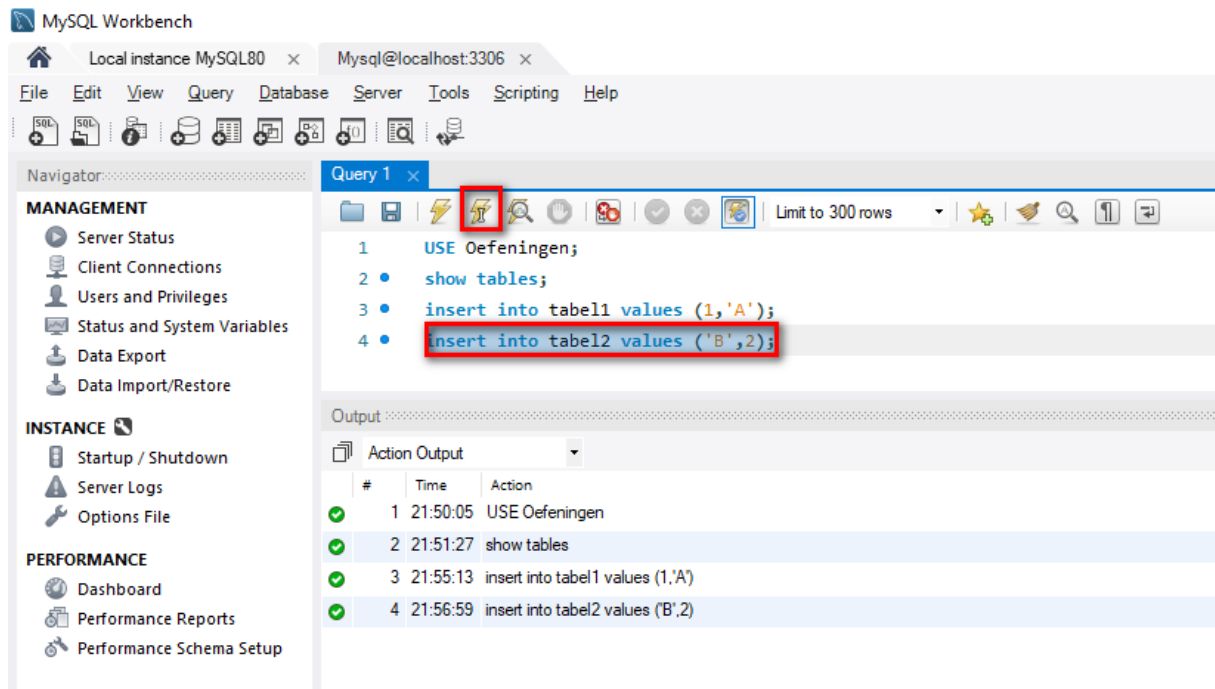 MySQL Workbench
Local instance MySQL80 × Mysql@localhost:3306 ×
File Edit View Query Database Server Tools Scripting Help
SQL SQL
Navigator
MANAGEMENT
Server Status
Client Connections
Users and Privileges
Status and System Variables
Data Export
Data Import/Restore
INSTANCE
Startup / Shutdown
Server Logs
Options File
PERFORMANCE
Dashboard
Performance Reports
Performance Schema Setup
Query 1 ×
Limit to 300 rows
1 USE Oefeningen;
2 show tables;
3 insert into tabel1 values (1,'A');
4 insert into tabel2 values ('B',2);
Output
Action Output
# Time Action
1 21:50:05 USE Oefeningen
2 21:51:27 show tables
3 21:55:13 insert into tabel1 values (1,'A')
4 21:56:59 insert into tabel2 values ('B',2)